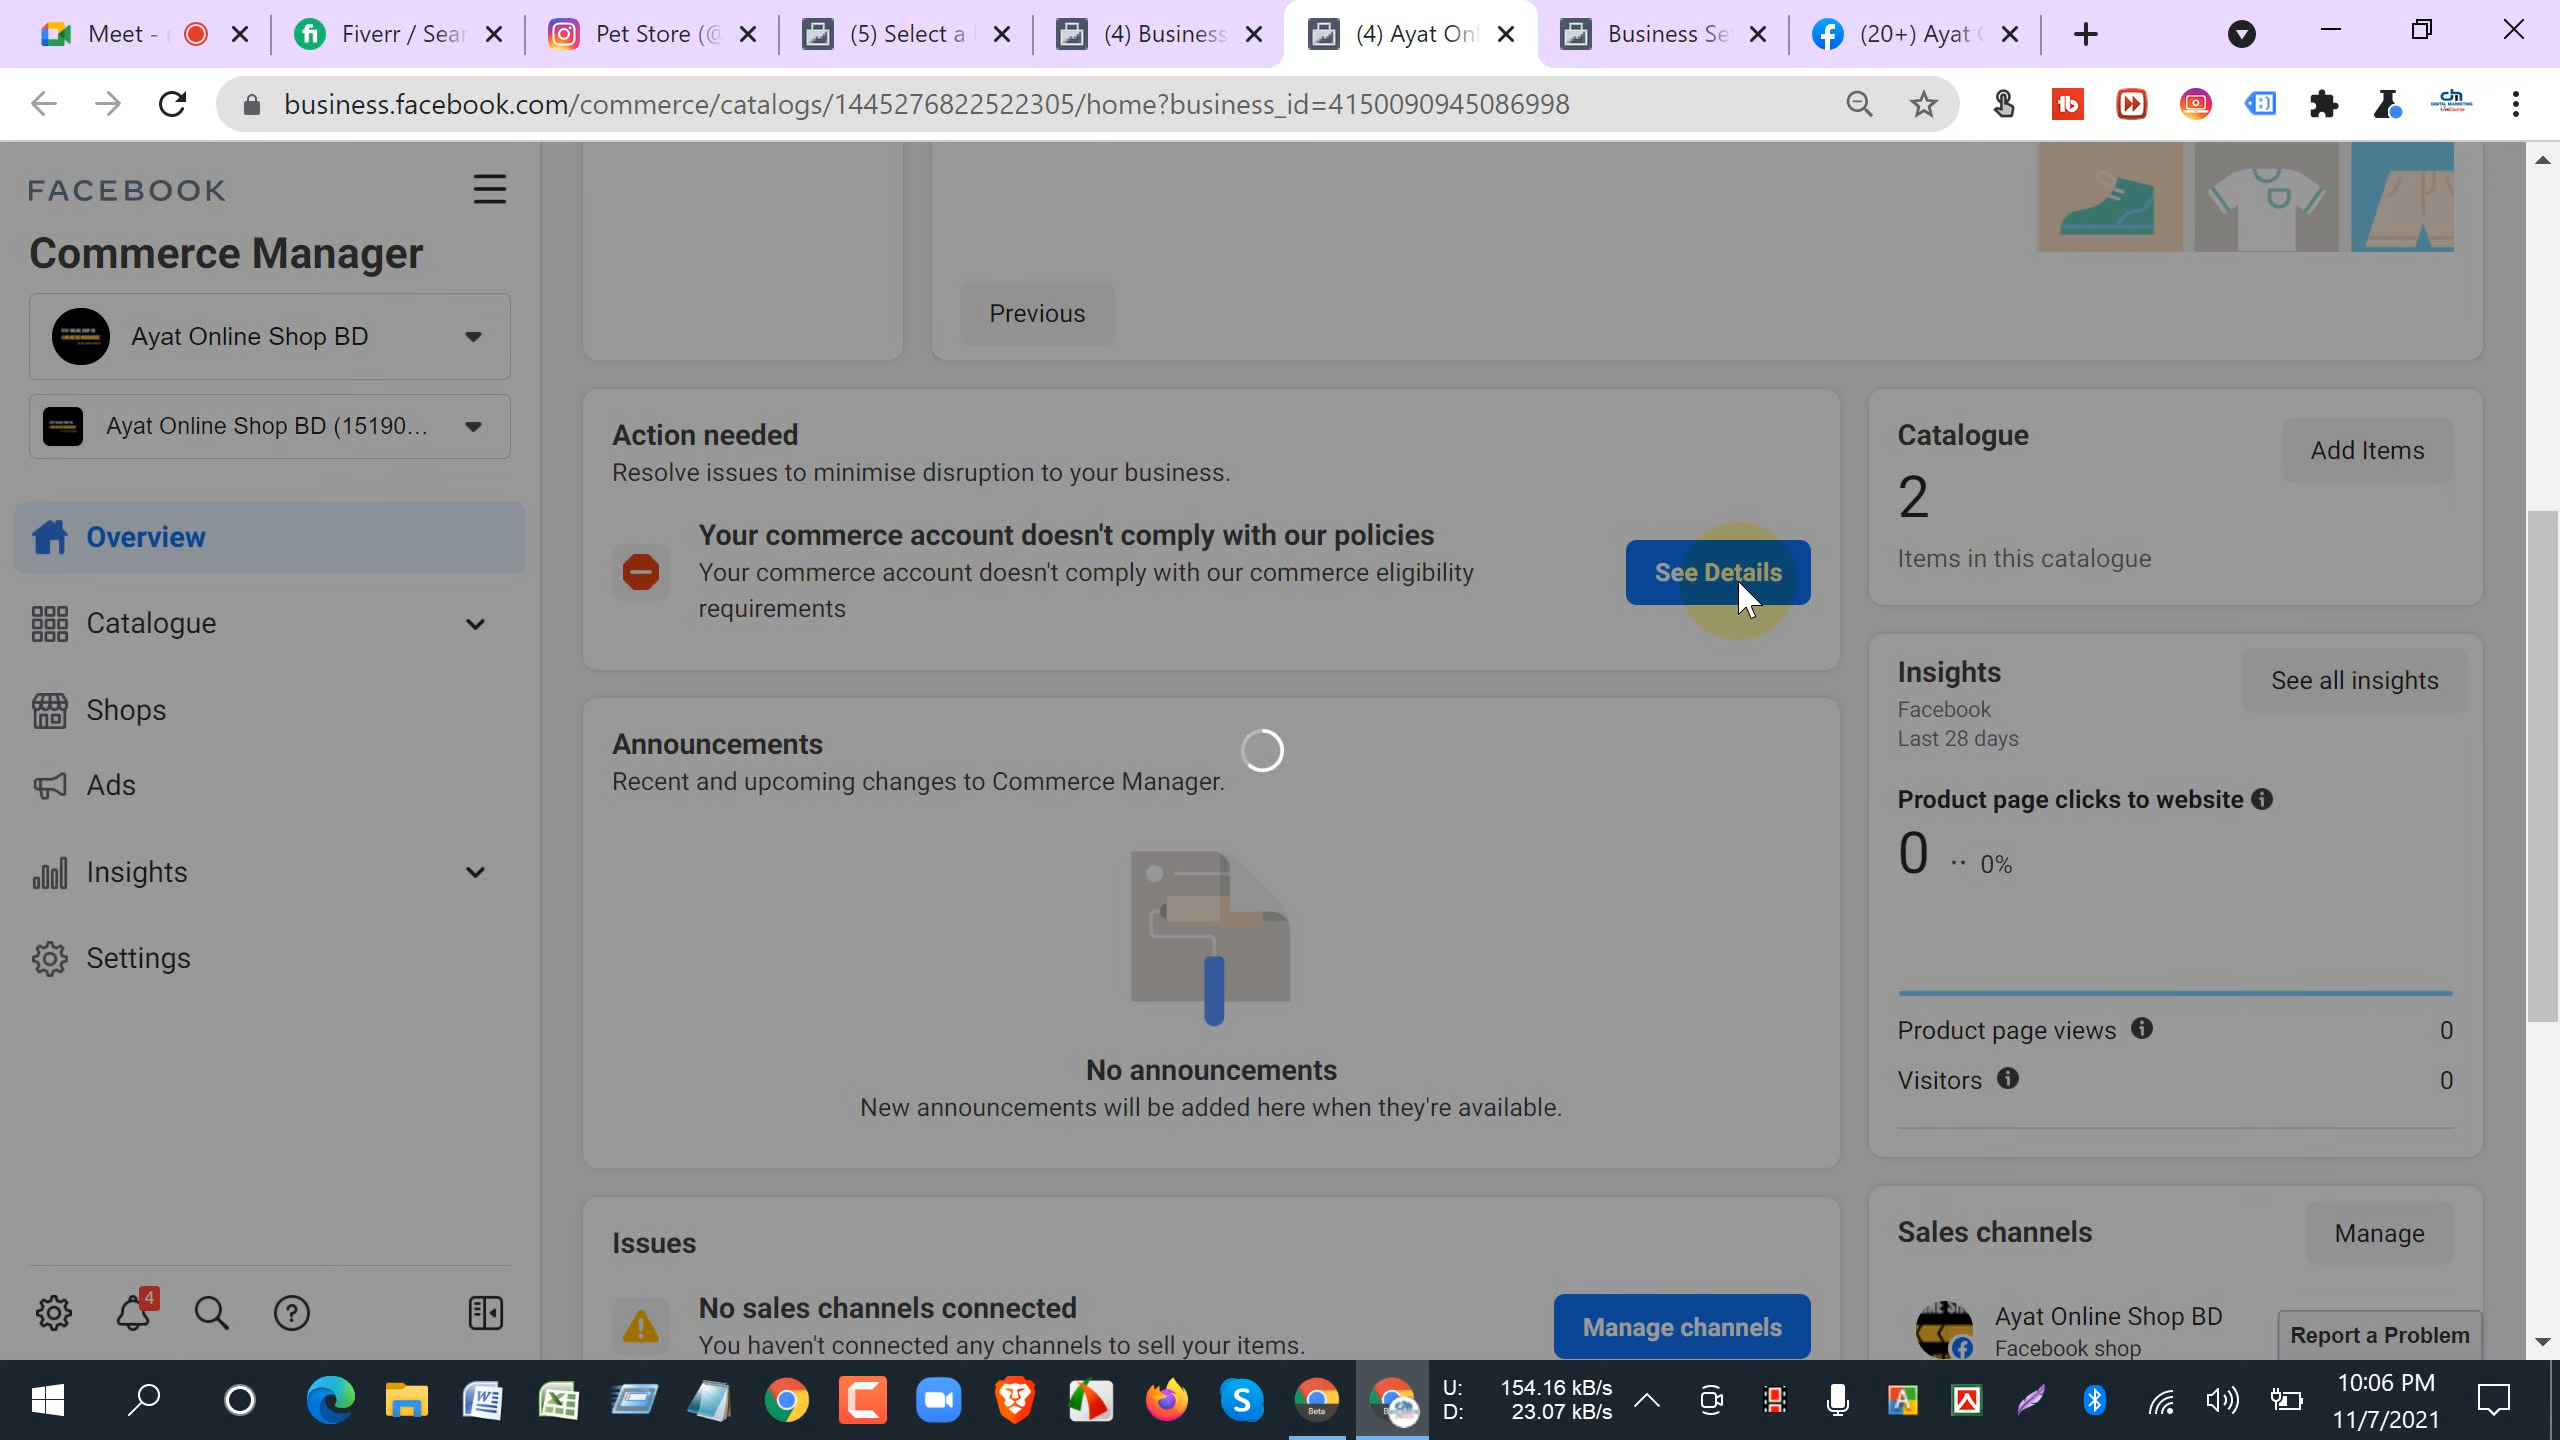 Meet -
Fiverr / Sear
Pet Store (@
(5) Select a
(4) Business
(4) Ayat Onl
Business Se
(20+) Ayat
business.facebook.com/commerce/catalogs/1445276822522305/home?business_id=4150090945086998
FACEBOOK
Commerce Manager
Ayat Online Shop BD
Ayat Online Shop BD (15190...
Overview
Catalogue
Shops
Ads
Insights
Settings
4
Previous
Action needed
Resolve issues to minimise disruption to your business.
Your commerce account doesn't comply with our policies
Your commerce account doesn't comply with our commerce eligibility
requirements
See Details
Announcements
Recent and upcoming changes to Commerce Manager.
No announcements
New announcements will be added here when they're available.
Issues
No sales channels connected
You haven't connected any channels to sell your items.
Manage channels
Catalogue
Add Items
2
Items in this catalogue
Insights
See all insights
Facebook
Last 28 days
Product page clicks to website
0 -- 0%
Product page views 0
Visitors 0
Sales channels
Manage
Ayat Online Shop BD
Facebook shop
Report a Problem
U: 154.16 kB/s
D: 23.07 kB/s
10:06 PM
11/7/2021